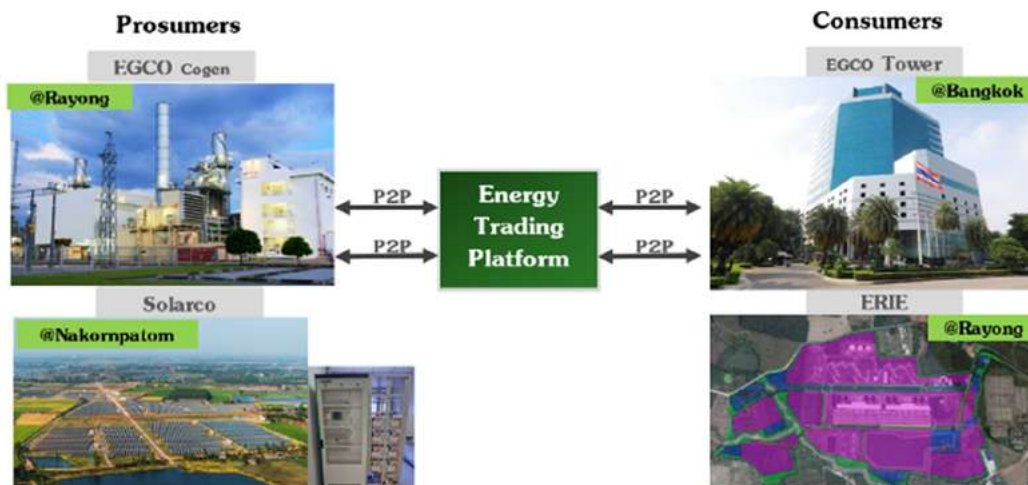 Prosumers
EGCO Cogen
@Rayong
Solarco
@Nakornpatom
P2P
P2P
Energy
Trading
Platform
P2P
P2P
Consumers
EGCO Tower
@Bangkok
ERIE
@Rayong